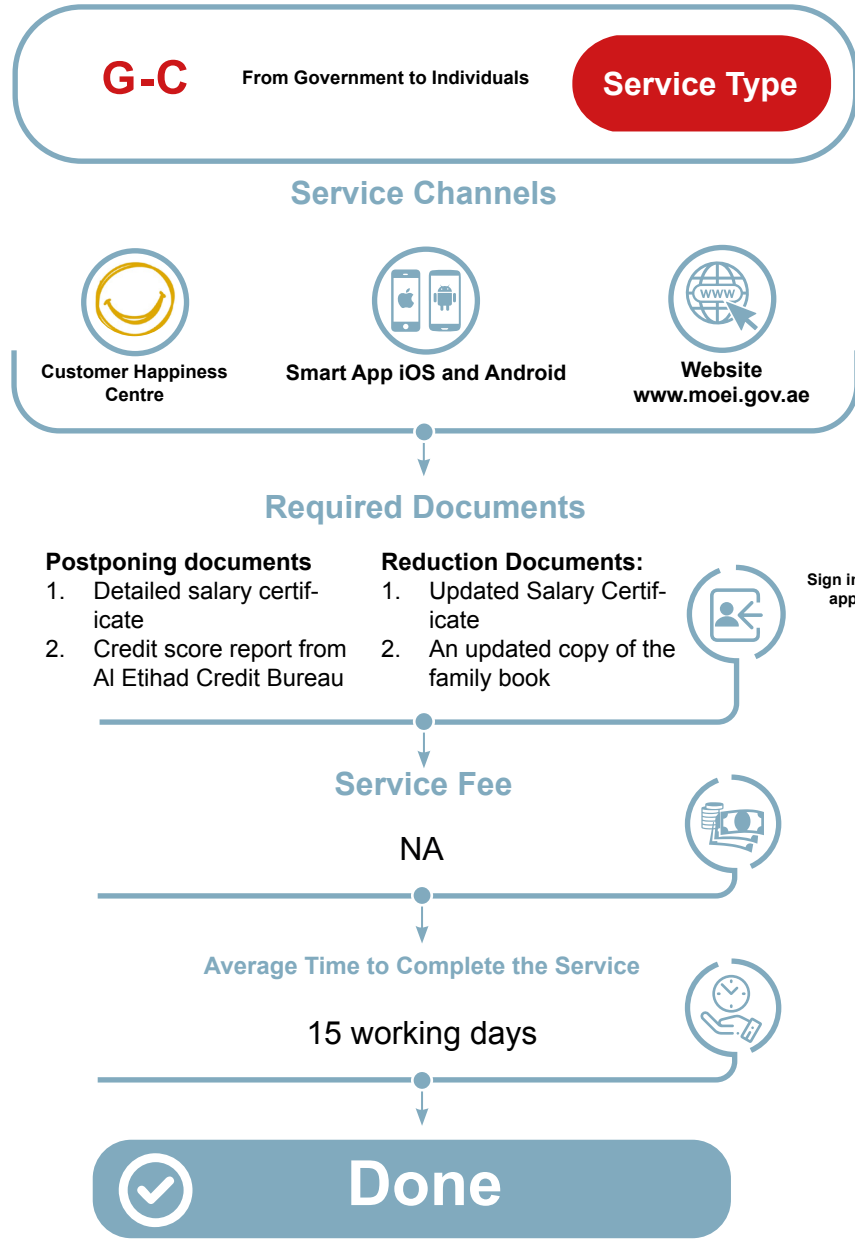 G-C
From Government to Individuals
Service Type
Service Channels
Customer Happiness
Centre
Smart App iOS and Android
www
Website
www.moei.gov.ae
Required Documents
Postponing documents
1. Detailed salary certif-
icate
2. Credit score report from
Al Etihad Credit Bureau
Reduction Documents:
1. Updated Salary Certif-
icate
2. An updated copy of the
family book
Sign in
app
Service Fee
NA
Average Time to Complete the Service
15 working days
Done